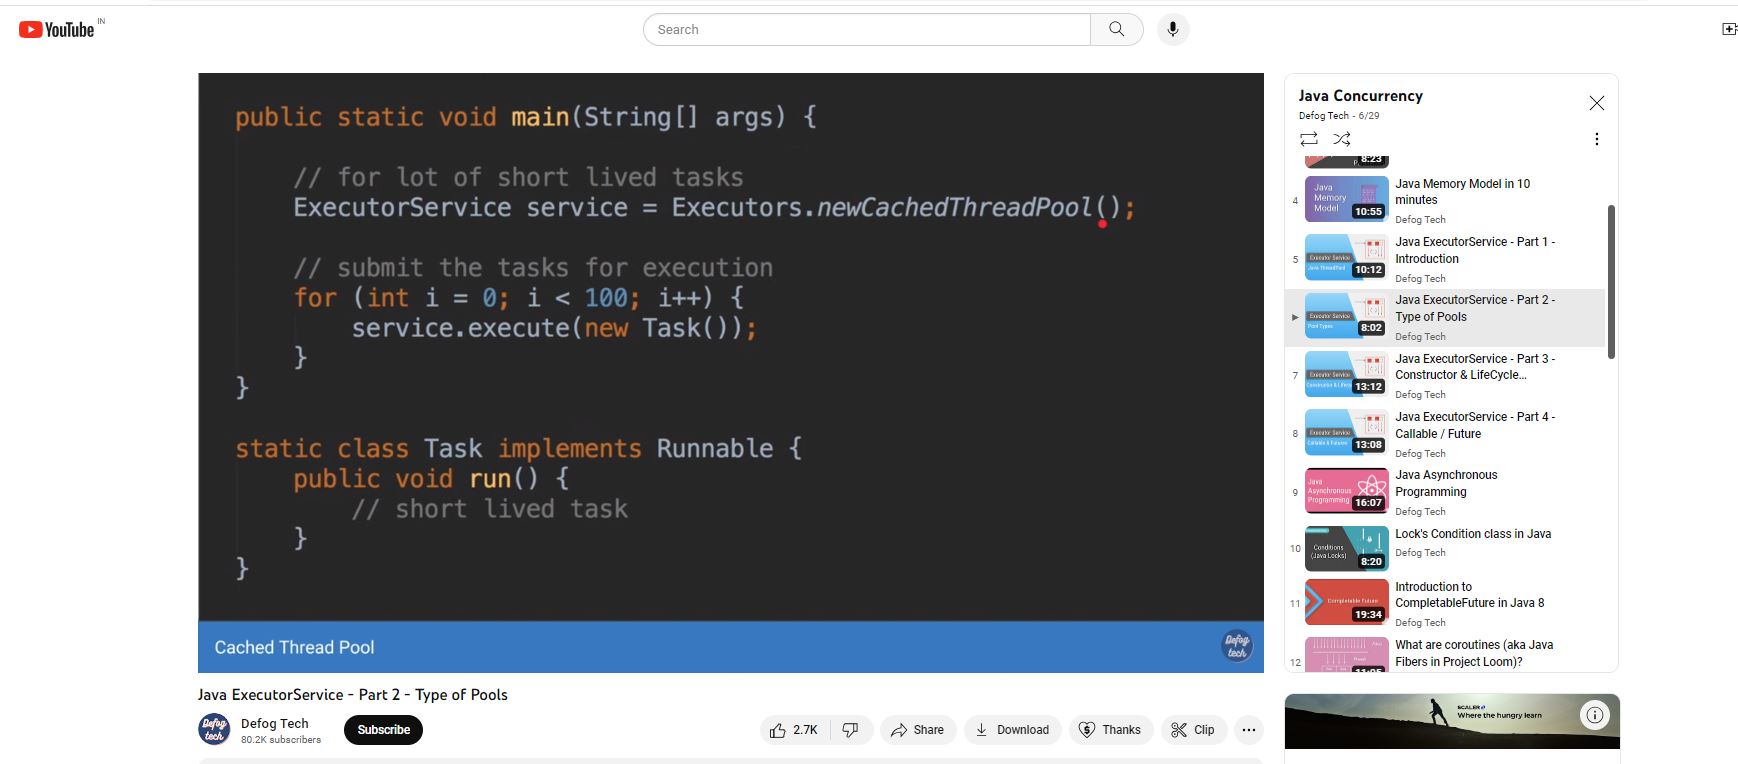 YouTube IN
Search
public static void main(String[] args) {
// for lot of short lived tasks
ExecutorService service = Executors.newCachedThreadPool();
// submit the tasks for execution
for (int i = 0; i < 100; i++) {
service.execute(new Task());
}
}
static class Task implements Runnable {
public void run() {
// short lived task
}
}
Cached Thread Pool
Defog tech
Java ExecutorService - Part 2 - Type of Pools
Defog tech
Defog Tech
80.2K subscribers
Subscribe
2.7K
Share
Download
Thanks
Clip
Java Concurrency
Defog Tech - 6/29
8:23
4
Java Memory Model
10:55
Java Memory Model in 10
minutes
Defog Tech
5
Executor Service
Java ThreadPool
10:12
Java ExecutorService - Part 1 -
Introduction
Defog Tech
Executor Service
Pool Types
8:02
Java ExecutorService - Part 2 -
Type of Pools
Defog Tech
7
Executor Service
13:12
Java ExecutorService - Part 3 -
Constructor & LifeCycle...
Defog Tech
8
Executor Service
13:08
Java ExecutorService - Part 4 -
Callable / Future
Defog Tech
9
Java Asynchronous Programming
16:07
Java Asynchronous
Programming
Defog Tech
10
Conditions
(Java Locks)
8:20
Lock's Condition class in Java
Defog Tech
11
Completable Future
19:34
Introduction to
CompletableFuture in Java 8
Defog Tech
12
What are coroutines (aka Java
Fibers in Project Loom)?
SCALER
Where the hungry learn